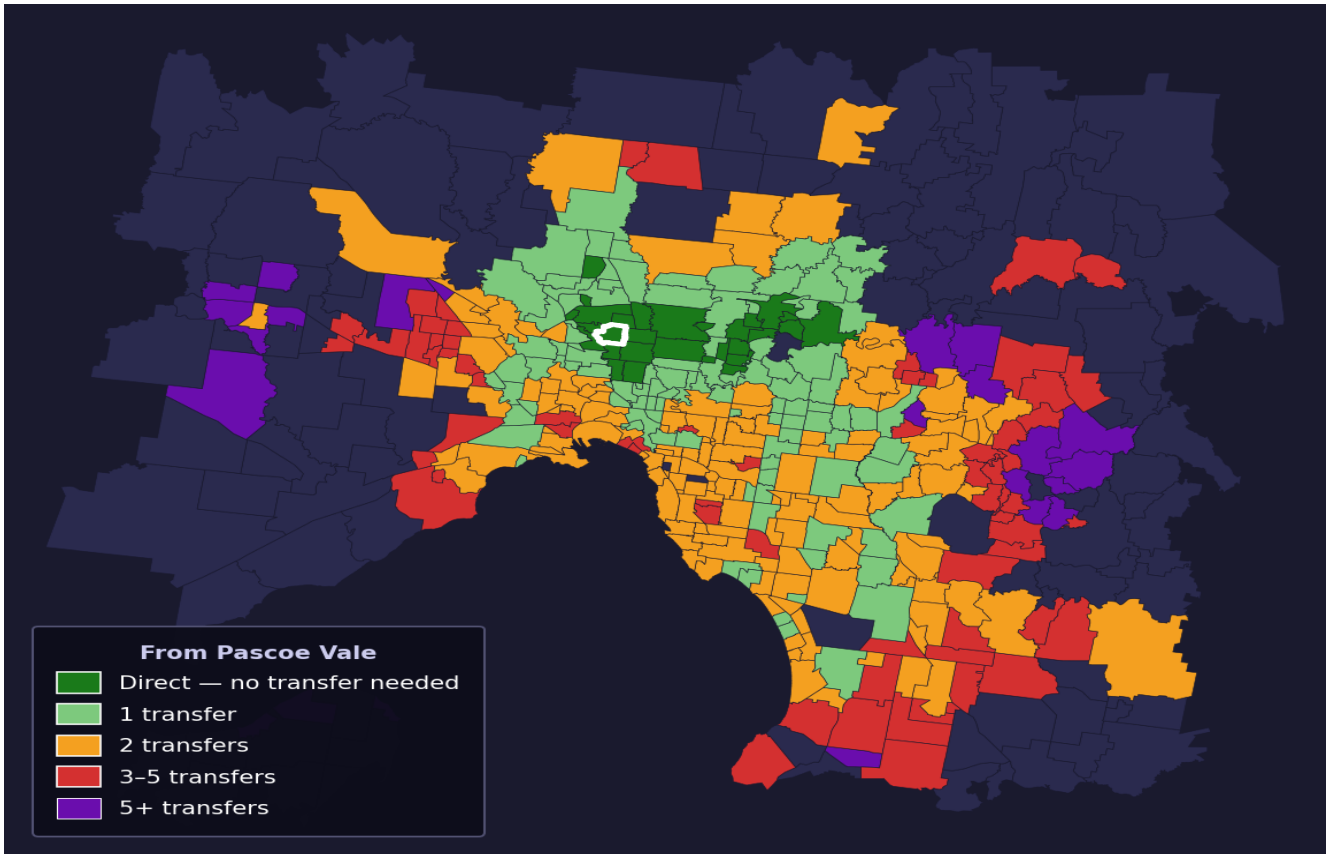 From Pascoe Vale
Direct — no transfer needed
1 transfer
2 transfers
3–5 transfers
5+ transfers